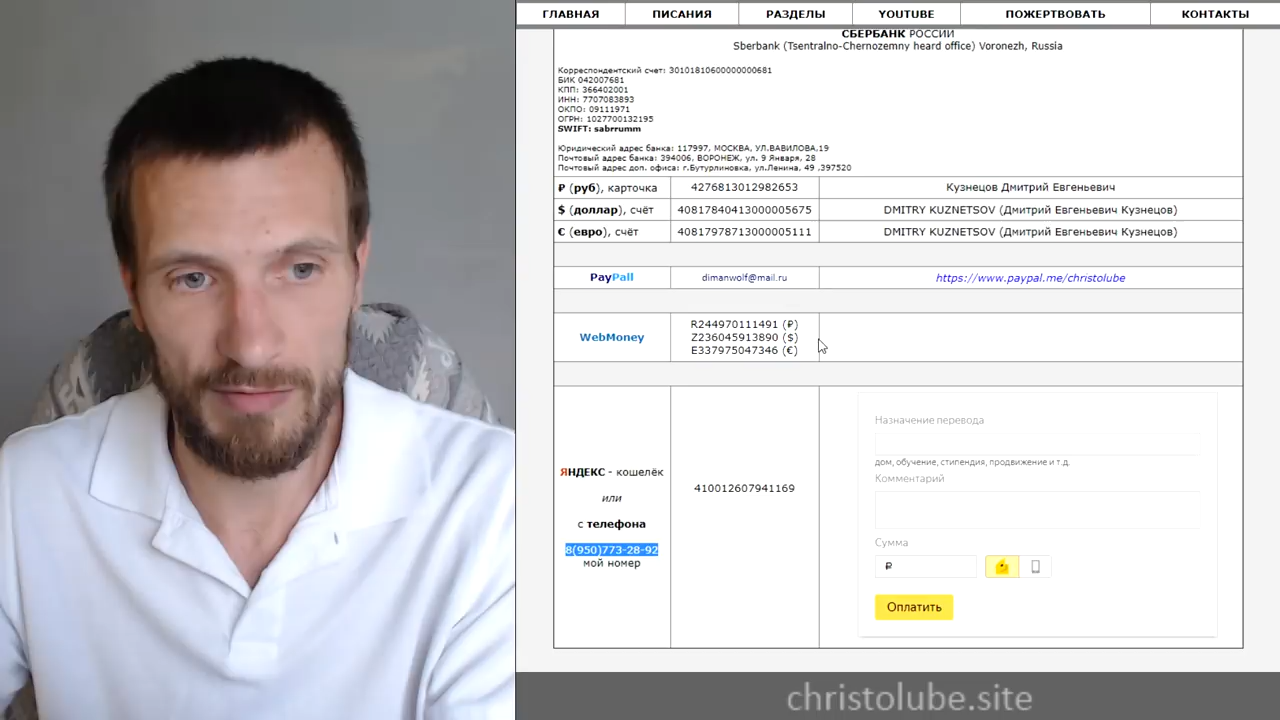 ГЛАВНАЯ ПИСАНИЯ РАЗДЕЛЫ YOUTUBE ПОЖЕРТВОВАТЬ КОНТАКТЫ
СБЕРБАНК РОССИИ
Sberbank (Tsentralno-Chernozemny heard office) Voronezh, Russia
Корреспондентский счет: 30101810600000000681
БИК 042007681
КПП: 366402001
ИНН: 7707083893
ОКПО: 09111971
ОГРН: 1027700132195
SWIFT: sabrrumm
Юридический адрес банка: 117997, МОСКВА, УЛ.ВАВИЛОВА,19
Почтовый адрес банка: 394006, ВОРОНЕЖ, ул. 9 Января, 28
Почтовый адрес доп. офиса: г.Бутурлиновка, ул.Ленина, 49 ,397520
₽ (руб), карточка 4276813012982653 Кузнецов Дмитрий Евгеньевич
$ (доллар), счёт 40817840413000005675 DMITRY KUZNETSOV (Дмитрий Евгеньевич Кузнецов)
€ (евро), счёт 40817978713000005111 DMITRY KUZNETSOV (Дмитрий Евгеньевич Кузнецов)
PayPall dimanwolf@mail.ru https://www.paypal.me/christolube
WebMoney
R244970111491 (₽)
Z236045913890 ($)
E337975047346 (€)
ЯНДЕКС - кошелёк
или
с телефона
8(950)773-28-92
мой номер
410012607941169
Назначение перевода
дом, обучение, стипендия, продвижение и т.д.
Комментарий
Сумма
₽
Оплатить
christolube.site